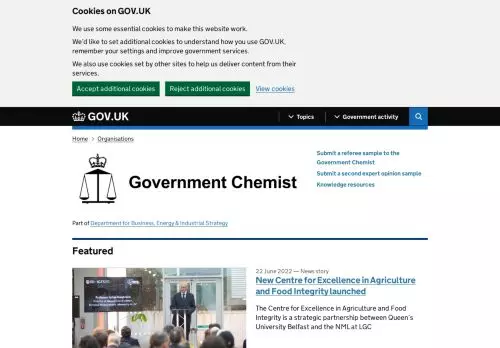 Cookies on GOV.UK
We use some essential cookies to make this website work.
We'd like to set additional cookies to understand how you use GOV.UK,
remember your settings and improve government services.
We also use cookies set by other sites to help us deliver content from their
services.
Accept additional cookies
Reject additional cookies
View cookies
GOV.UK
Topics
Government activity
Home > Organisations
Government Chemist
Submit a referee sample to the
Government Chemist
Submit a second expert opinion sample
Knowledge resources
Part of Department for Business, Energy & Industrial Strategy
Featured
22 June 2022 — News story
New Centre for Excellence in Agriculture
and Food Integrity launched
The Centre for Excellence in Agriculture and Food
Integrity is a strategic partnership between Queen's
University Belfast and the NML at LGC